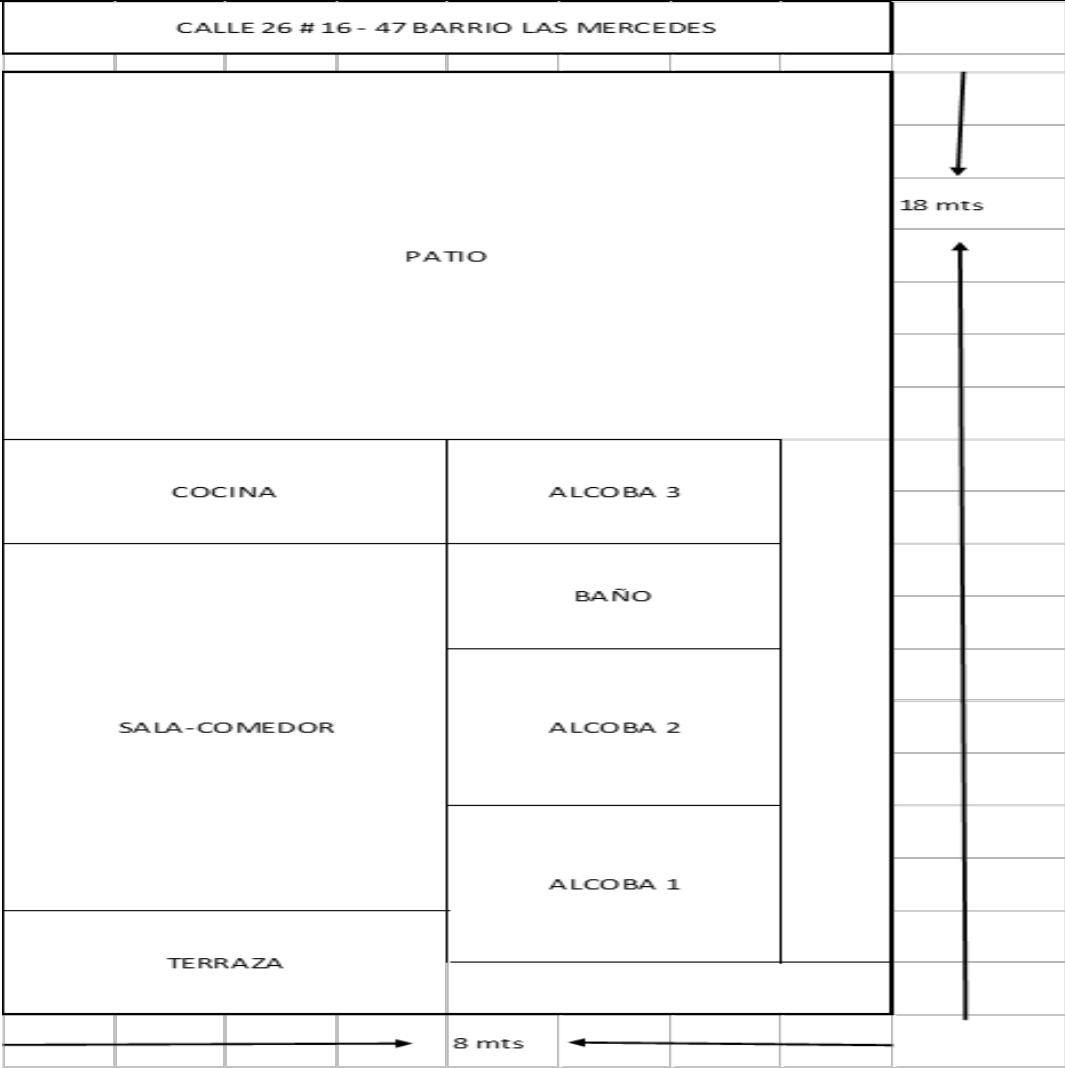 CALLE 26 # 16 - 47 BARRIO LAS MERCEDES
18 mts
PATIO
COCINA
ALCOBA 3
BAÑO
SALA-COMEDOR
ALCOBA 2
ALCOBA 1
TERRAZA
8 mts